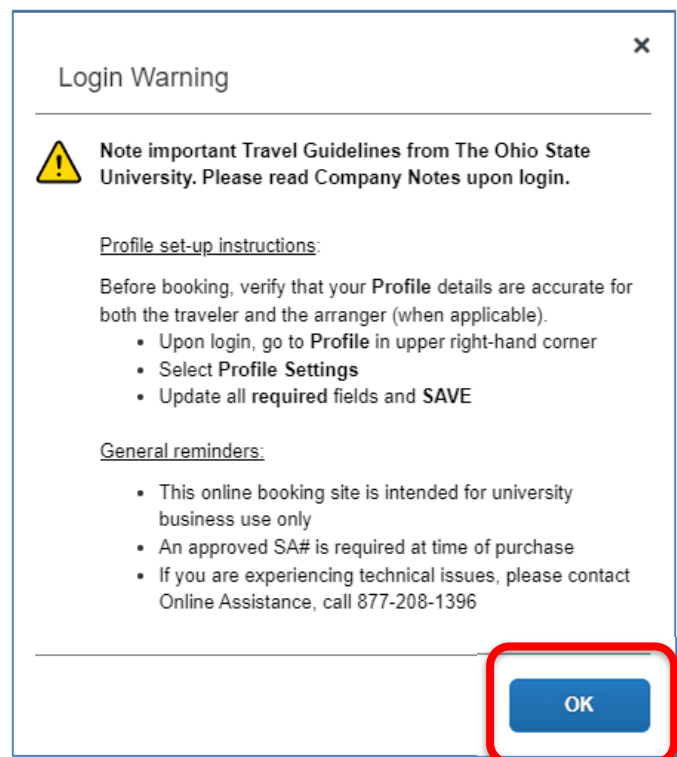 Login Warning
Note important Travel Guidelines from The Ohio State
University. Please read Company Notes upon login.
Profile set-up instructions:
Before booking, verify that your Profile details are accurate for
both the traveler and the arranger (when applicable).
• Upon login, go to Profile in upper right-hand corner
• Select Profile Settings
• Update all required fields and SAVE
General reminders:
• This online booking site is intended for university
business use only
• An approved SA# is required at time of purchase
• If you are experiencing technical issues, please contact
Online Assistance, call 877-208-1396
OK